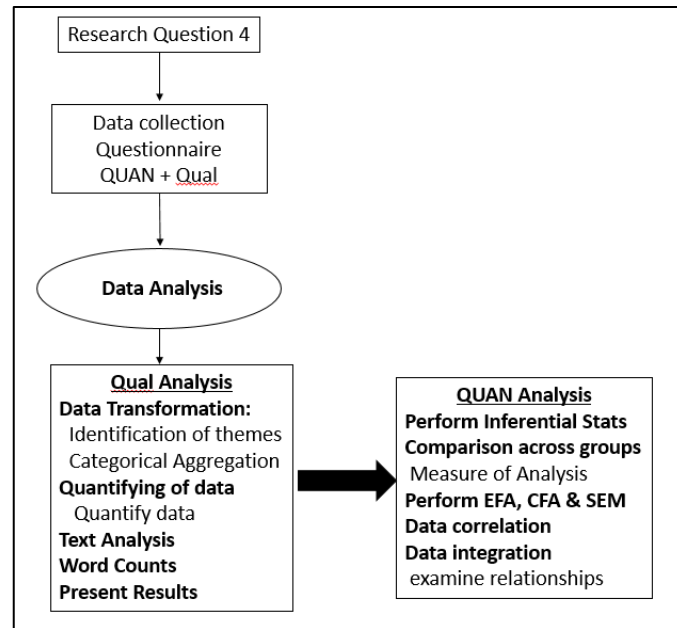 Research Question 4
Data collection
Questionnaire
QUAN + Qual
Data Analysis
Qual Analysis
Data Transformation:
Identification of themes
Categorical Aggregation
Quantifying of data
Quantify data
Text Analysis
Word Counts
Present Results
QUAN Analysis
Perform Inferential Stats
Comparison across groups
Measure of Analysis
Perform EFA, CFA & SEM
Data correlation
Data integration
examine relationships